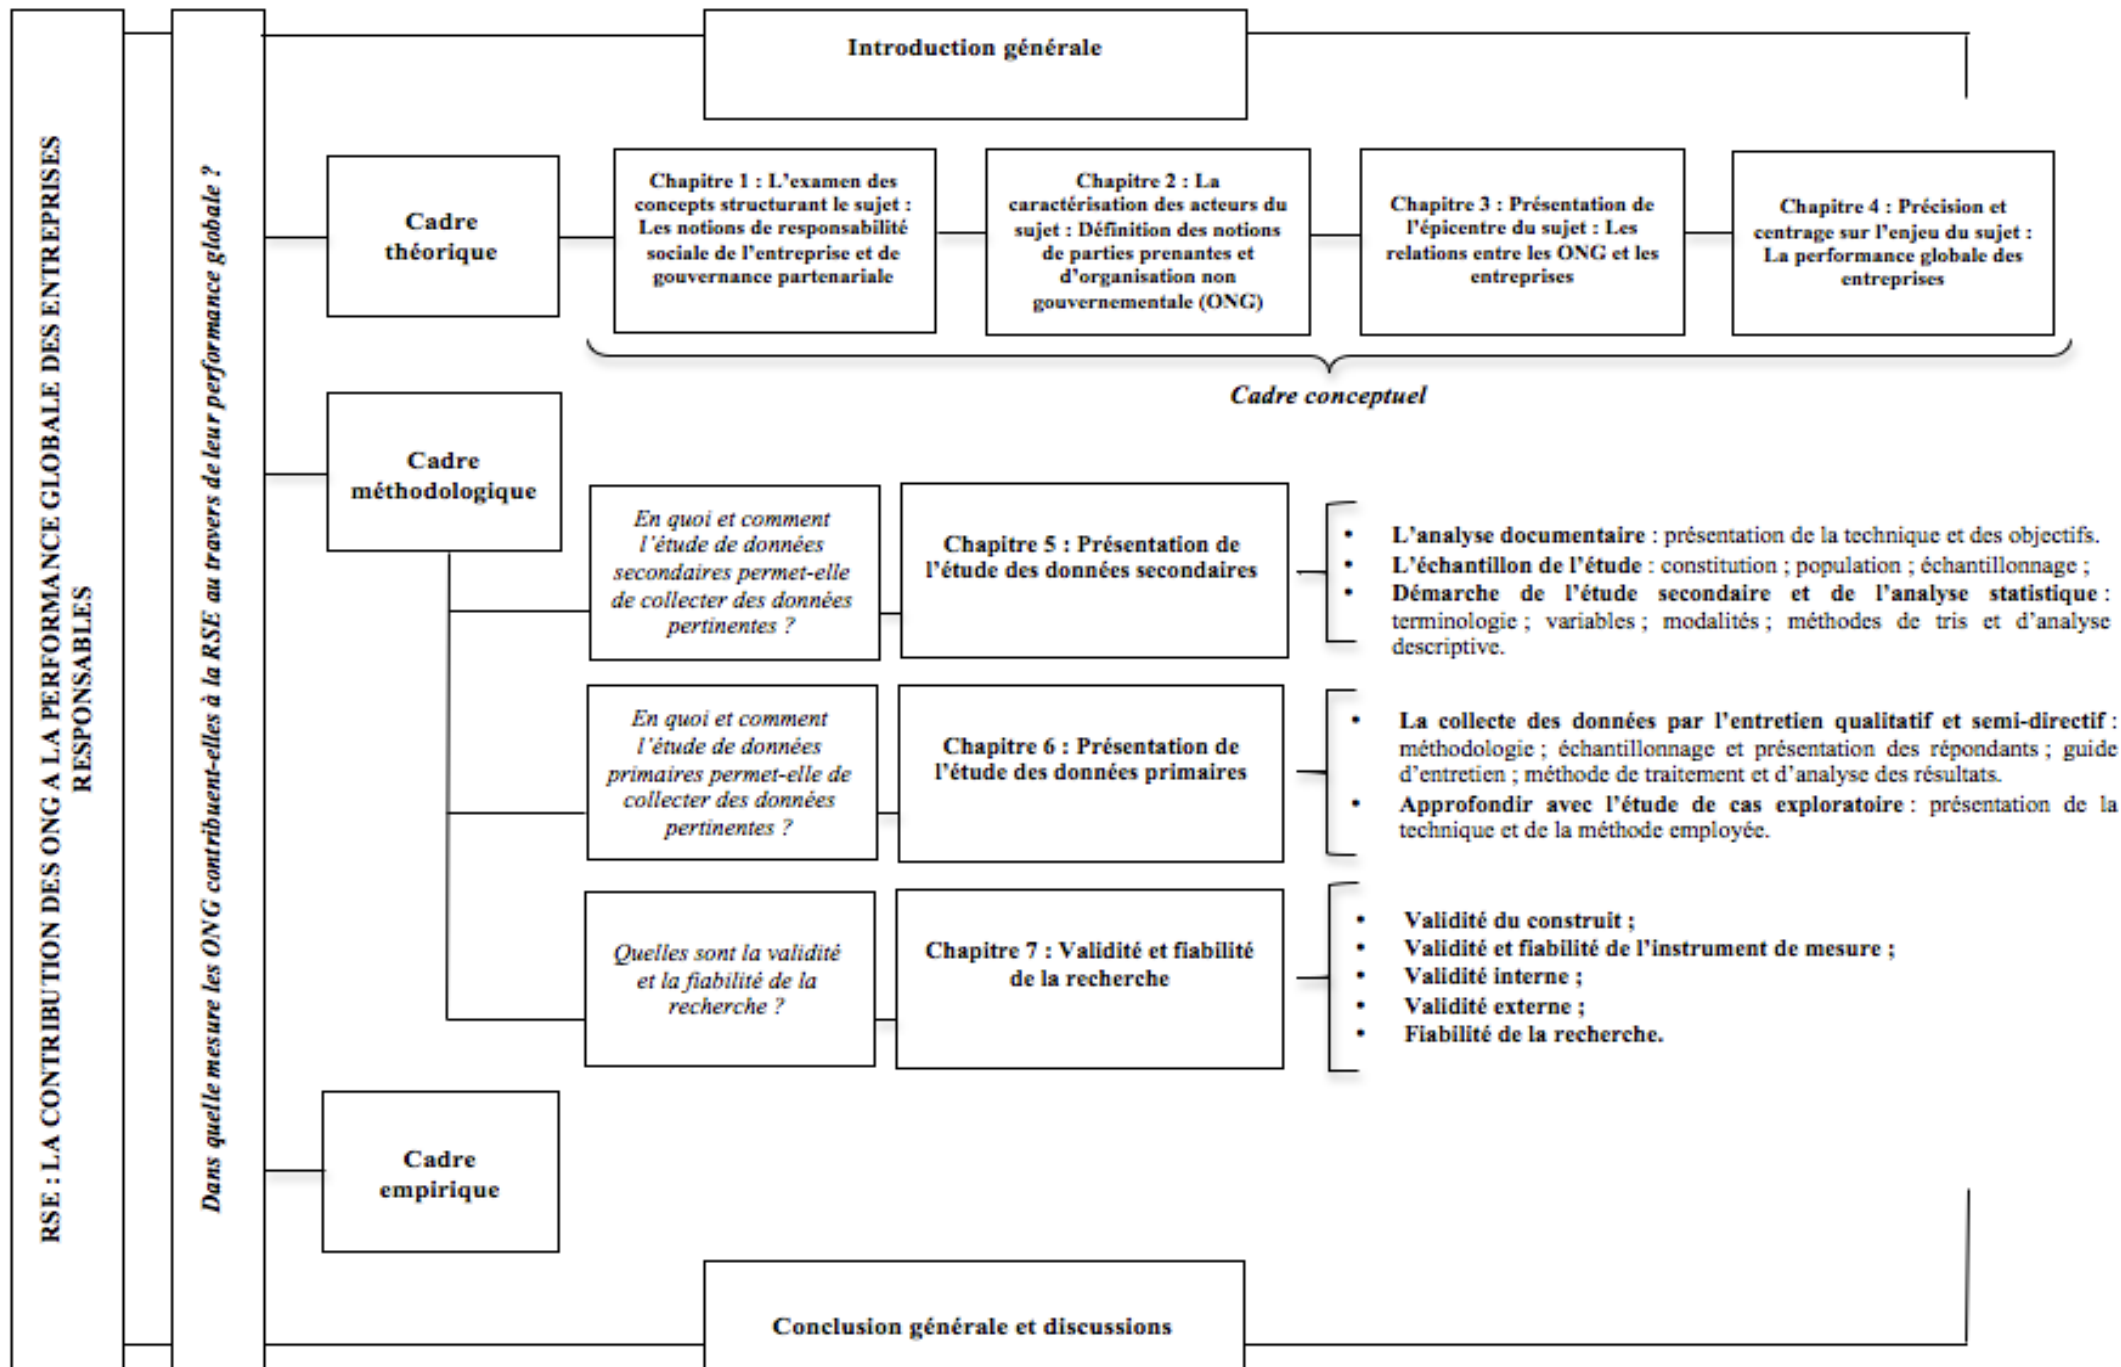 RSE : LA CONTRIBUTION DES ONG A LA PERFORMANCE GLOBALE DES ENTREPRISES
RESPONSABLES
Dans quelle mesure les ONG contribuent-elles à la RSE au travers de leur performance globale ?
Introduction générale
Cadre
théorique
Chapitre 1 : L'examen des
concepts structurant le sujet :
Les notions de responsabilité
sociale de l'entreprise et de
gouvernance partenariale
Chapitre 2 : La
caractérisation des acteurs du
sujet : Définition des notions
de parties prenantes et
d'organisation non
gouvernementale (ONG)
Chapitre 3 : Présentation de
l'épicentre du sujet : Les
relations entre les ONG et les
entreprises
Chapitre 4 : Précision et
centrage sur l'enjeu du sujet :
La performance globale des
entreprises
Cadre conceptuel
Cadre
méthodologique
En quoi et comment
l'étude de données
secondaires permet-elle
de collecter des données
pertinentes ?
Chapitre 5 : Présentation de
l'étude des données secondaires
• L'analyse documentaire : présentation de la technique et des objectifs.
• L'échantillon de l'étude : constitution ; population ; échantillonnage ;
• Démarche de l'étude secondaire et de l'analyse statistique :
terminologie ; variables ; modalités ; méthodes de tris et d'analyse
descriptive.
En quoi et comment
l'étude de données
primaires permet-elle de
collecter des données
pertinentes ?
Chapitre 6 : Présentation de
l'étude des données primaires
• La collecte des données par l'entretien qualitatif et semi-directif :
méthodologie ; échantillonnage et présentation des répondants ; guide
d'entretien ; méthode de traitement et d'analyse des résultats.
• Approfondir avec l'étude de cas exploratoire : présentation de la
technique et de la méthode employée.
Quelles sont la validité
et la fiabilité de la
recherche ?
Chapitre 7 : Validité et fiabilité
de la recherche
• Validité du construit ;
• Validité et fiabilité de l'instrument de mesure ;
• Validité interne ;
• Validité externe ;
• Fiabilité de la recherche.
Cadre
empirique
Conclusion générale et discussions